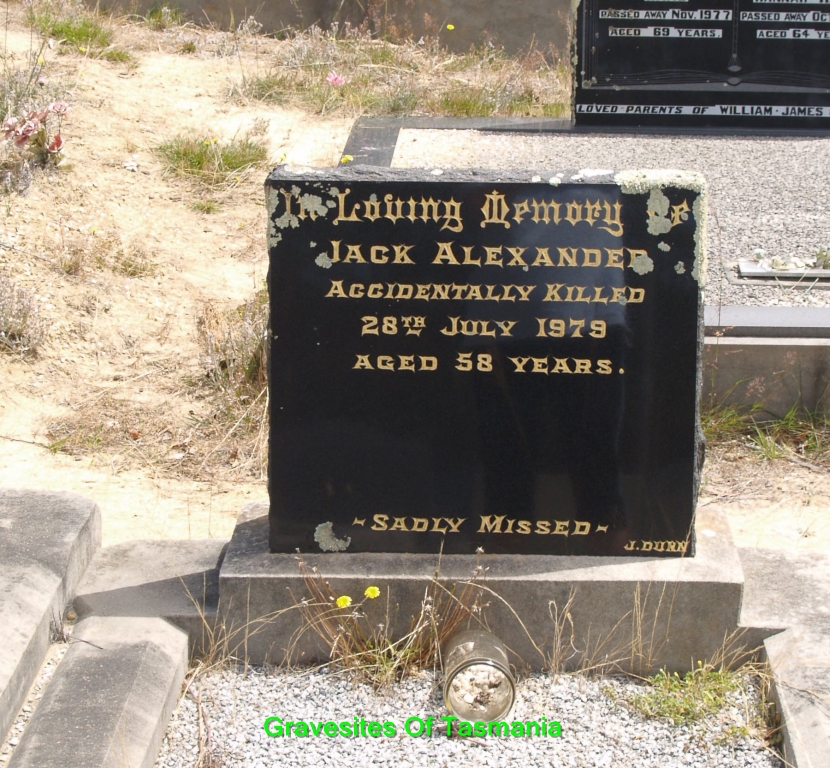 HANNAH
PASSED AWAY NOV. 1977 PASSED AWAY OC
AGED 69 YEARS AGED 64 YE
LOVED PARENTS OF WILLIAM-JAMES
In Loving Memory OF
JACK ALEXANDER
ACCIDENTALLY KILLED
28TH JULY 1979
AGED 58 YEARS.
~SADLY MISSED~
J. DUNN
Gravesites Of Tasmania